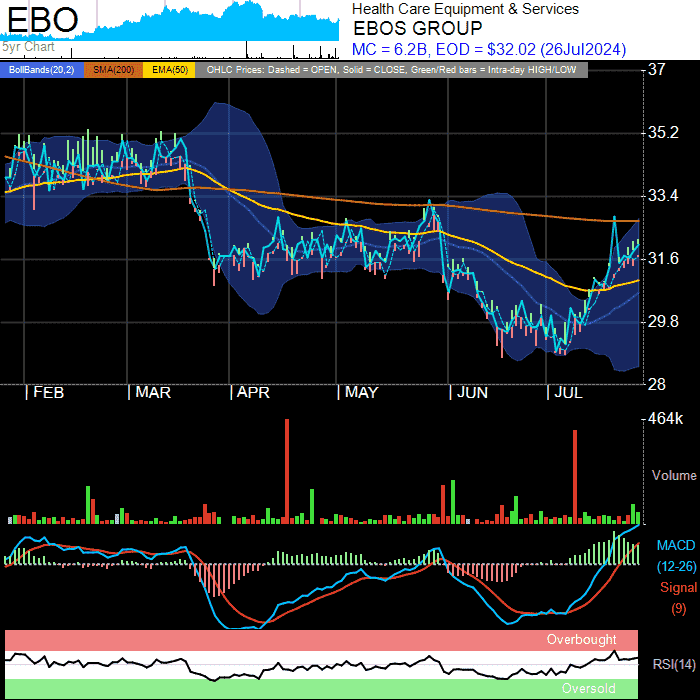 EBO
5yr Chart
Health Care Equipment & Services
EBOS GROUP
MC = 6.2B, EOD = $32.02 (26Jul2024)
BollBands(20,2) SMA(200) EMA(50) OHLC Prices: Dashed = OPEN, Solid = CLOSE, Green/Red bars = Intra-day HIGH/LOW
37
35.2
33.4
31.6
29.8
28
FEB MAR APR MAY JUN JUL
464k
Volume
MACD
(12-26)
Signal
(9)
Overbought
RSI(14)
Oversold